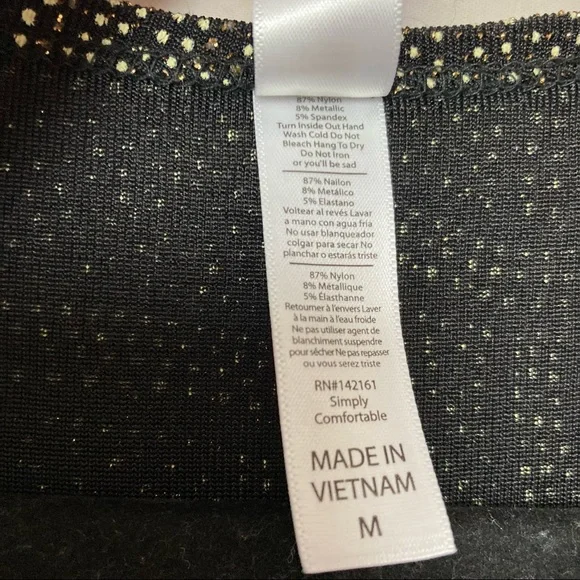 87% Nylon
8% Metallic
5% Spandex
Turn Inside Out Hand
Wash Cold Do Not
Bleach Hang To Dry
Do Not Iron
or you'll be sad
87% Nailon
8% Metálico
5% Elastano
Voltear al revés Lavar
a mano con agua fria
No usar blanqueador
colgar para secar No
planchar o estarás triste
87% Nylon
8% Métallique
5% Élasthanne
Retourner à l'envers Laver
à la main à l'eau froide
Ne pas utiliser agent de
blanchiment suspendre
pour sécher Ne pas repasser
ou vous serez triste
RN#142161
Simply
Comfortable
MADE IN
VIETNAM
M